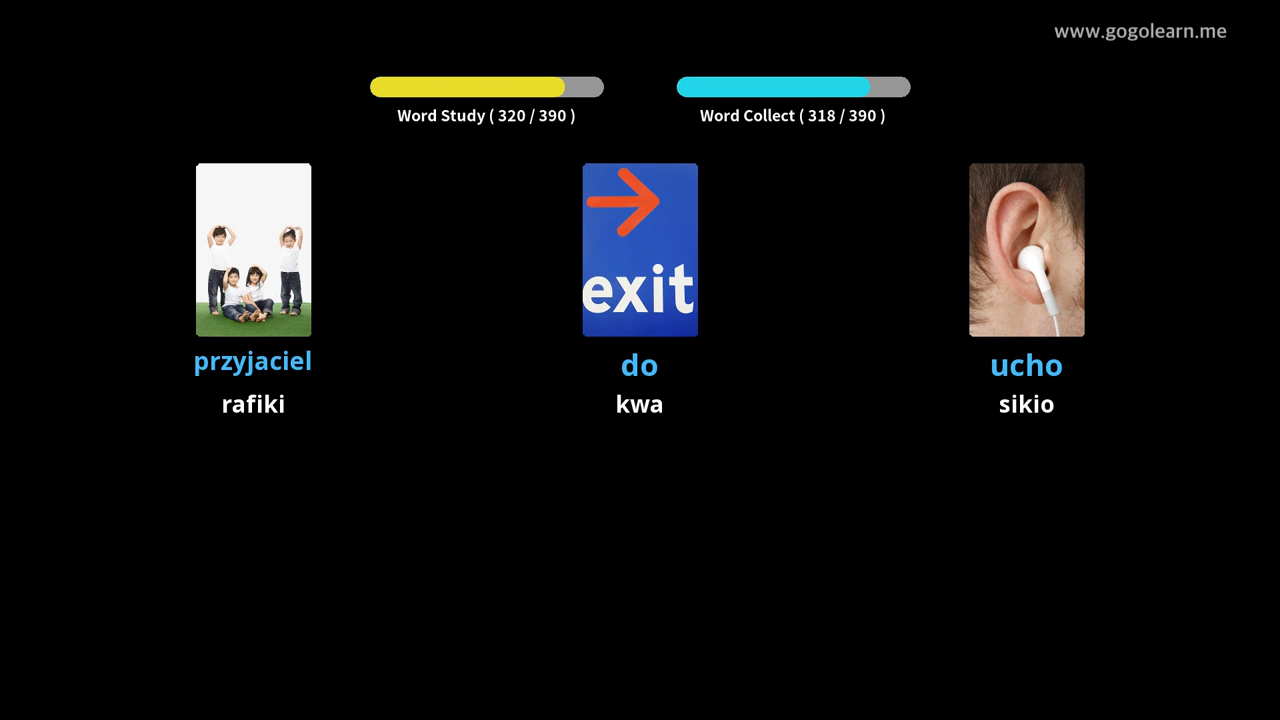 www.gogolearn.me
Word Study ( 320 / 390 )
Word Collect ( 318 / 390 )
exit
przyjaciel
do
ucho
rafiki
kwa
sikio